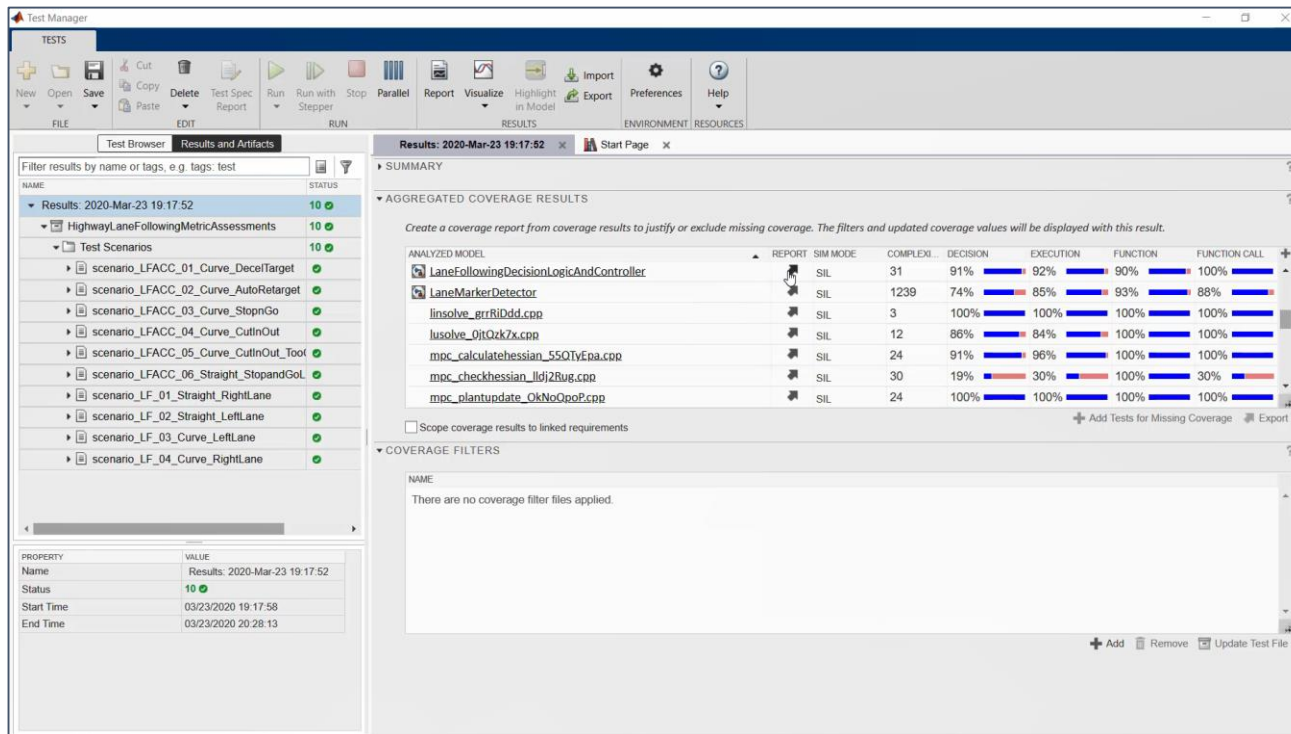 Test Manager
TESTS
New Open Save Cut Copy Paste Delete Test Spec Report Run Run with Stepper Stop Parallel Report Visualize Highlight in Model Import Export Preferences Help
FILE EDIT RUN RESULTS ENVIRONMENT RESOURCES
Test Browser Results and Artifacts
Filter results by name or tags, e.g. tags: test
NAME STATUS
Results: 2020-Mar-23 19:17:52 10
HighwayLaneFollowingMetricAssessments 10
Test Scenarios 10
scenario_LFACC_01_Curve_DecelTarget
scenario_LFACC_02_Curve_AutoRetarget
scenario_LFACC_03_Curve_StopnGo
scenario_LFACC_04_Curve_CutInOut
scenario_LFACC_05_Curve_CutInOut_Too
scenario_LFACC_06_Straight_StopandGoL
scenario_LF_01_Straight_RightLane
scenario_LF_02_Straight_LeftLane
scenario_LF_03_Curve_LeftLane
scenario_LF_04_Curve_RightLane
PROPERTY VALUE
Name Results: 2020-Mar-23 19:17:52
Status 10
Start Time 03/23/2020 19:17:58
End Time 03/23/2020 20:28:13
Results: 2020-Mar-23 19:17:52 x Start Page x
SUMMARY ?
AGGREGATED COVERAGE RESULTS ?
Create a coverage report from coverage results to justify or exclude missing coverage. The filters and updated coverage values will be displayed with this result.
ANALYZED MODEL REPORT SIM MODE COMPLEXI... DECISION EXECUTION FUNCTION FUNCTION CALL
LaneFollowingDecisionLogicAndController SIL 31 91% 92% 90% 100%
LaneMarkerDetector SIL 1239 74% 85% 93% 88%
linsolve_grrRiDdd.cpp SIL 3 100% 100% 100% 100%
lusolve_0jtQzk7x.cpp SIL 12 86% 84% 100% 100%
mpc_calculatehessian_55QTyEpa.cpp SIL 24 91% 96% 100% 100%
mpc_checkhessian_lldj2Rug.cpp SIL 30 19% 30% 100% 30%
mpc_plantupdate_OkNoQpoP.cpp SIL 24 100% 100% 100% 100%
Add Tests for Missing Coverage Export
Scope coverage results to linked requirements
COVERAGE FILTERS ?
NAME
There are no coverage filter files applied.
Add Remove Update Test File